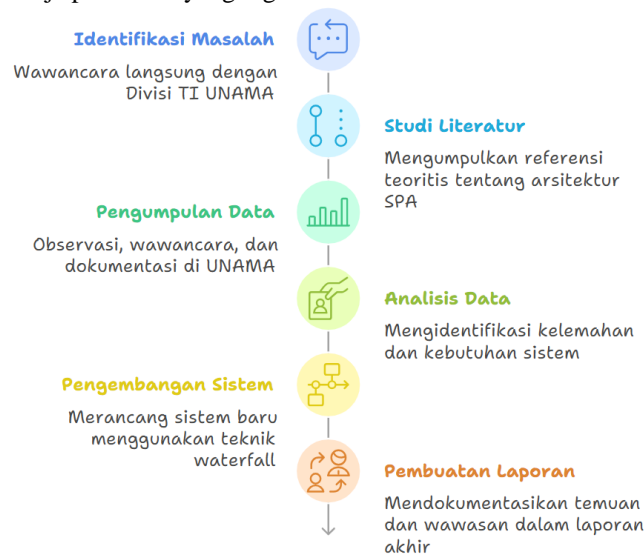 Identifikasi Masalah
Wawancara langsung dengan
Divisi TI UNAMA
Studi Literatur
Mengumpulkan referensi
teoritis tentang arsitektur
SPA
Pengumpulan Data
Observasi, wawancara, dan
dokumentasi di UNAMA
Analisis Data
Mengidentifikasi kelemahan
dan kebutuhan sistem
Pengembangan Sistem
Merancang sistem baru
menggunakan teknik
waterfall
Pembuatan Laporan
Mendokumentasikan temuan
dan wawasan dalam laporan
akhir